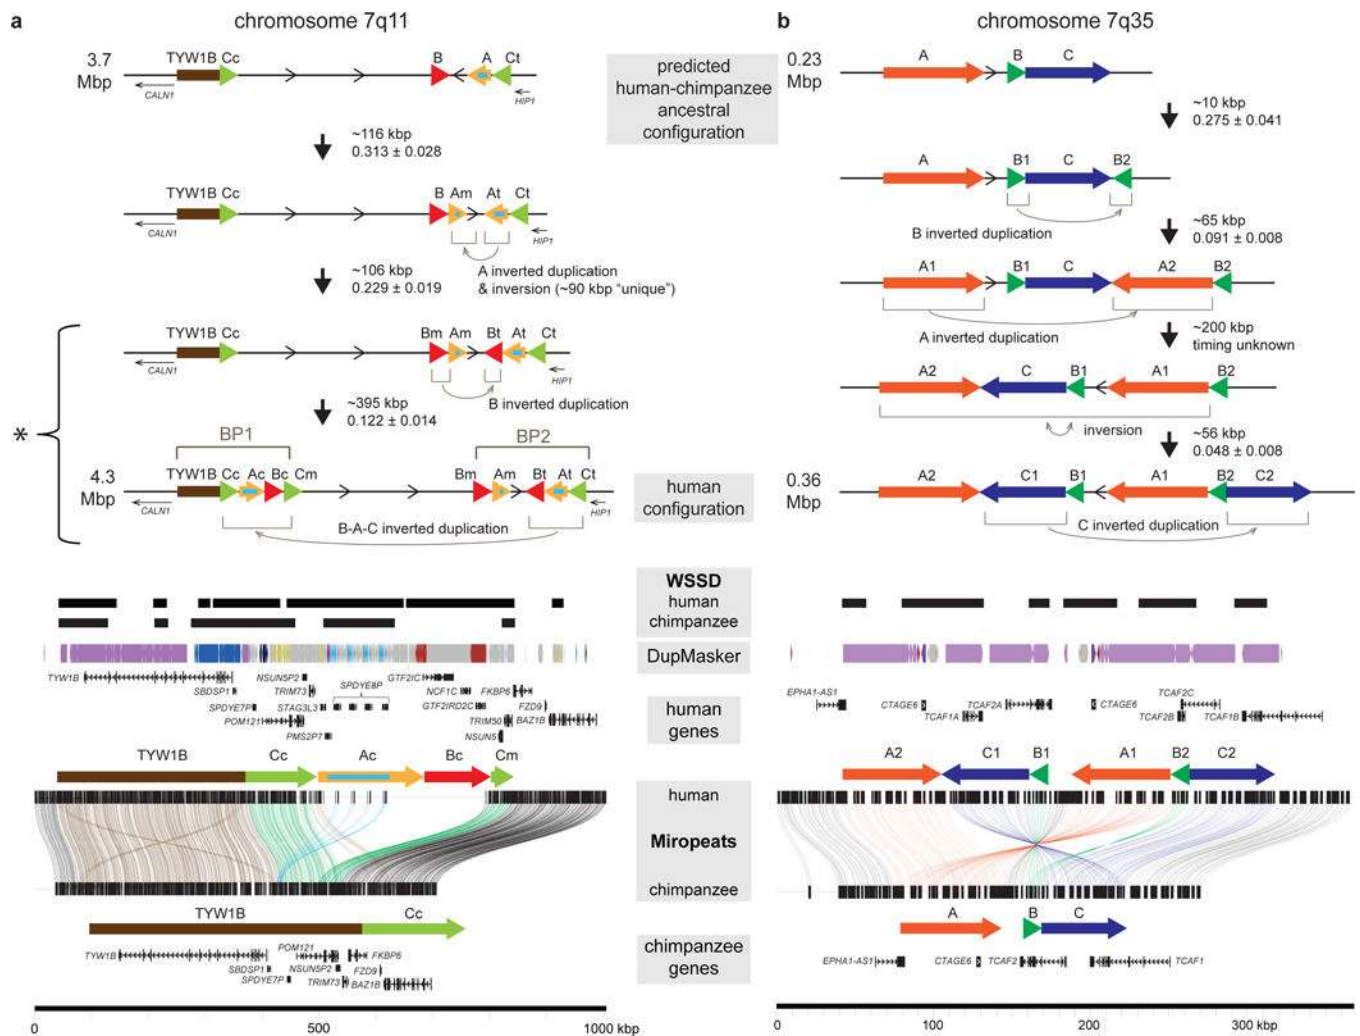 a
chromosome 7q11
3.7
Mbp
TYW1B Cc
B A Ct
CALN1
HIP1
~116 kbp
0.313 ± 0.028
TYW1B Cc
B Am At Ct
CALN1
HIP1
~106 kbp
0.229 ± 0.019
A inverted duplication
& inversion (~90 kbp “unique”)
TYW1B Cc
Bm Am Bt At Ct
CALN1
HIP1
*
~395 kbp
0.122 ± 0.014
B inverted duplication
BP1
BP2
TYW1B Cc Ac Bc Cm
Bm Am Bt At Ct
4.3
Mbp
CALN1
HIP1
B-A-C inverted duplication
predicted
human-chimpanzee
ancestral
configuration
human
configuration
b
chromosome 7q35
0.23
Mbp
A B C
~10 kbp
0.275 ± 0.041
A B1 C B2
B inverted duplication
~65 kbp
0.091 ± 0.008
A1 B1 C A2 B2
A inverted duplication
~200 kbp
timing unknown
A2 C B1 A1 B2
inversion
~56 kbp
0.048 ± 0.008
0.36
Mbp
A2 C1 B1 A1 B2 C2
C inverted duplication
WSSD
human
chimpanzee
DupMasker
human
genes
human
Miropeats
chimpanzee
chimpanzee
genes
TYW1B
SBDSP1
SPDYE7P
POM121
NSUN5P2
TRIM73
STAG3L3
PMS2P7
SPDYE8P
GTF2IC
NCF1C
GTF2IRD2C
TRIM50
NSUN5
FKBP6
FZD9
BAZ1B
TYW1B Cc Ac Bc Cm
TYW1B Cc
TYW1B
SBDSP1
SPDYE7P
POM121
NSUN5P2
TRIM73
FKBP6
FZD9
BAZ1B
0 500 1000 kbp
EPHA1-AS1
CTAGE6
TCAF1A
TCAF2A
CTAGE6
TCAF2C
TCAF2B
TCAF1B
A2 C1 B1 A1 B2 C2
A B C
EPHA1-AS1
CTAGE6
TCAF2
TCAF1
0 100 200 300 kbp